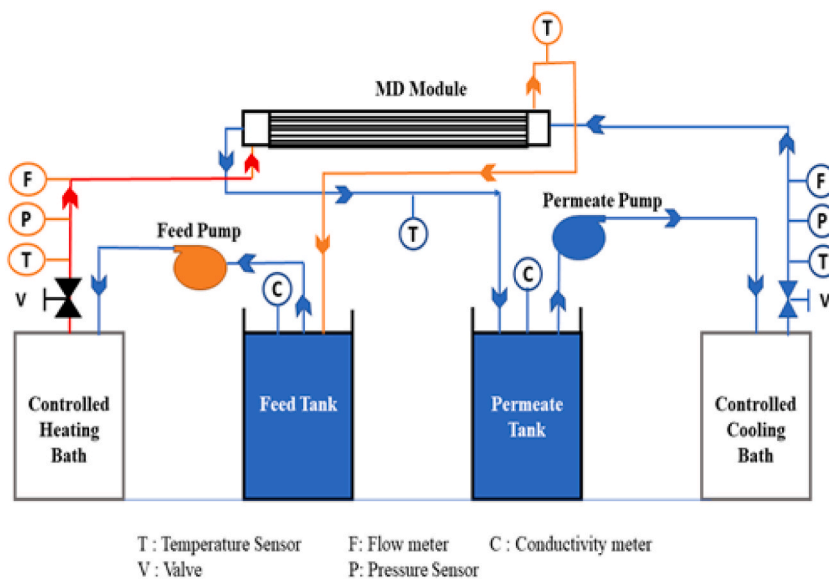 T
MD Module
F
P
T
V
Feed Pump
C
T
Permeate Pump
C
F
P
T
V
Controlled
Heating
Bath
Feed Tank
Permeate
Tank
Controlled
Cooling
Bath
T : Temperature Sensor F: Flow meter C : Conductivity meter
V : Valve P: Pressure Sensor